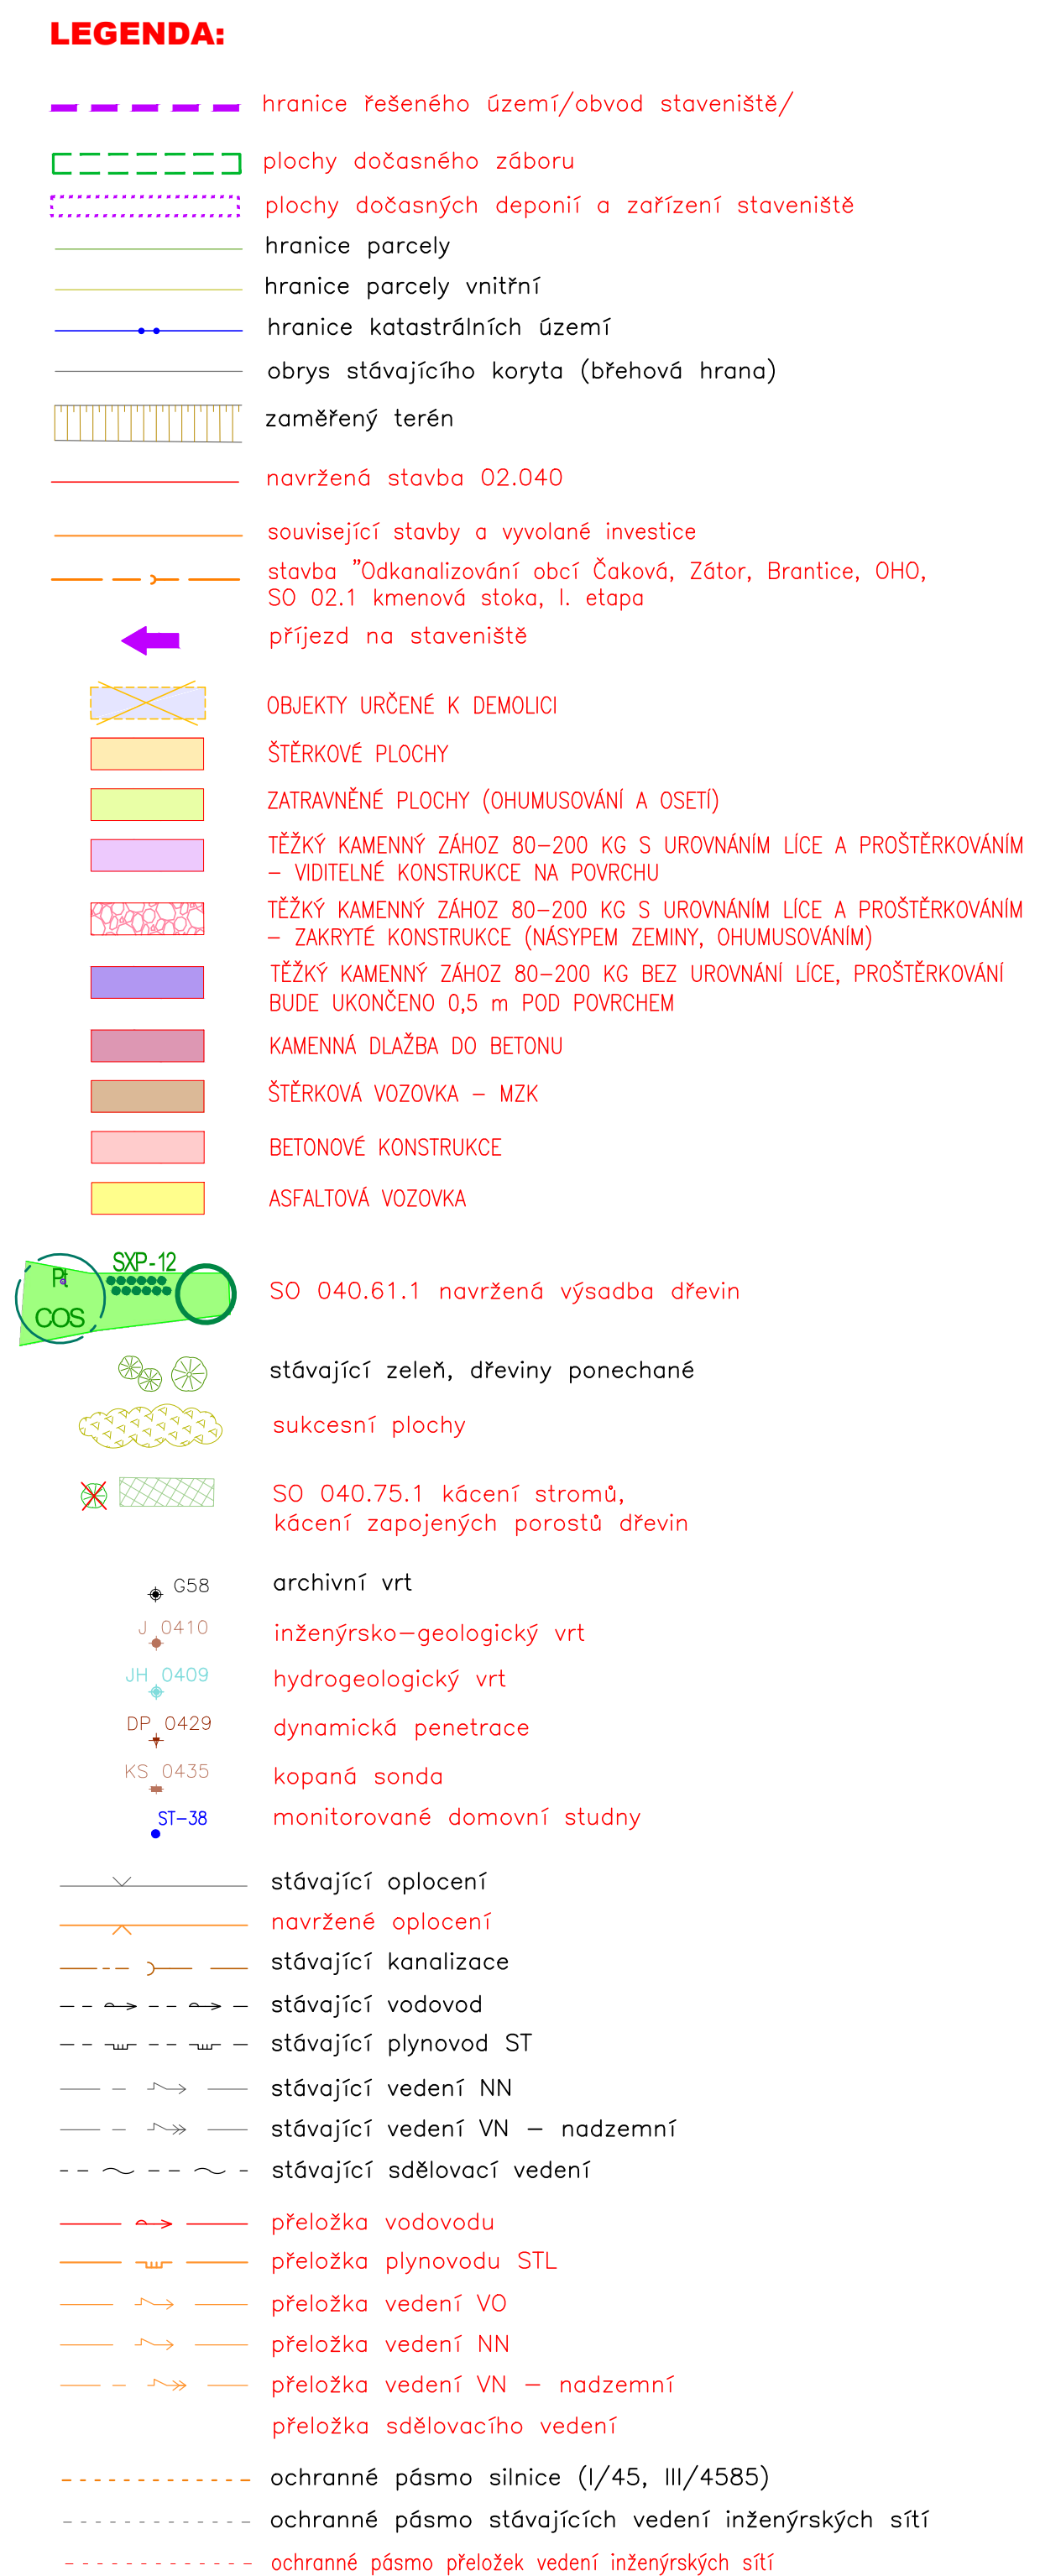 LEGENDA:
hranice řešeného území/obvod staveniště/
plochy dočasného záboru
plochy dočasných deponií a zařízení staveniště
hranice parcely
hranice parcely vnitřní
hranice katastrálních území
obrys stávajícího koryta (břehová hrana)
zaměřený terén
navržená stavba 02.040
související stavby a vyvolané investice
stavba "Odkanalizování obcí Čaková, Zátor, Brantice, OHO,
SO 02.1 kmenová stoka, I. etapa
příjezd na staveniště
OBJEKTY URČENÉ K DEMOLICI
ŠTĚRKOVÉ PLOCHY
ZATRAVNĚNÉ PLOCHY (OHUMUSOVÁNÍ A OSETÍ)
TĚŽKÝ KAMENNÝ ZÁHOZ 80-200 KG S UROVNÁNÍM LÍCE A PROŠTĚRKOVÁNÍM
- VIDITELNÉ KONSTRUKCE NA POVRCHU
TĚŽKÝ KAMENNÝ ZÁHOZ 80-200 KG S UROVNÁNÍM LÍCE A PROŠTĚRKOVÁNÍM
- ZAKRYTÉ KONSTRUKCE (NÁSYPEM ZEMINY, OHUMUSOVÁNÍM)
TĚŽKÝ KAMENNÝ ZÁHOZ 80-200 KG BEZ UROVNÁNÍ LÍCE, PROŠTĚRKOVÁNÍ
BUDE UKONČENO 0,5 m POD POVRCHEM
KAMENNÁ DLAŽBA DO BETONU
ŠTĚRKOVÁ VOZOVKA - MZK
BETONOVÉ KONSTRUKCE
ASFALTOVÁ VOZOVKA
SXP-12
Pt
COS
SO 040.61.1 navržená výsadba dřevin
stávající zeleň, dřeviny ponechané
sukcesní plochy
SO 040.75.1 kácení stromů,
kácení zapojených porostů dřevin
G58 archivní vrt
J 0410 inženýrsko-geologický vrt
JH 0409 hydrogeologický vrt
DP 0429 dynamická penetrace
KS 0435 kopaná sonda
ST-38 monitorované domovní studny
stávající oplocení
navržené oplocení
stávající kanalizace
stávající vodovod
stávající plynovod ST
stávající vedení NN
stávající vedení VN - nadzemní
stávající sdělovací vedení
přeložka vodovodu
přeložka plynovodu STL
přeložka vedení VO
přeložka vedení NN
přeložka vedení VN - nadzemní
přeložka sdělovacího vedení
ochranné pásmo silnice (I/45, III/4585)
ochranné pásmo stávajících vedení inženýrských sítí
ochranné pásmo přeložek vedení inženýrských sítí